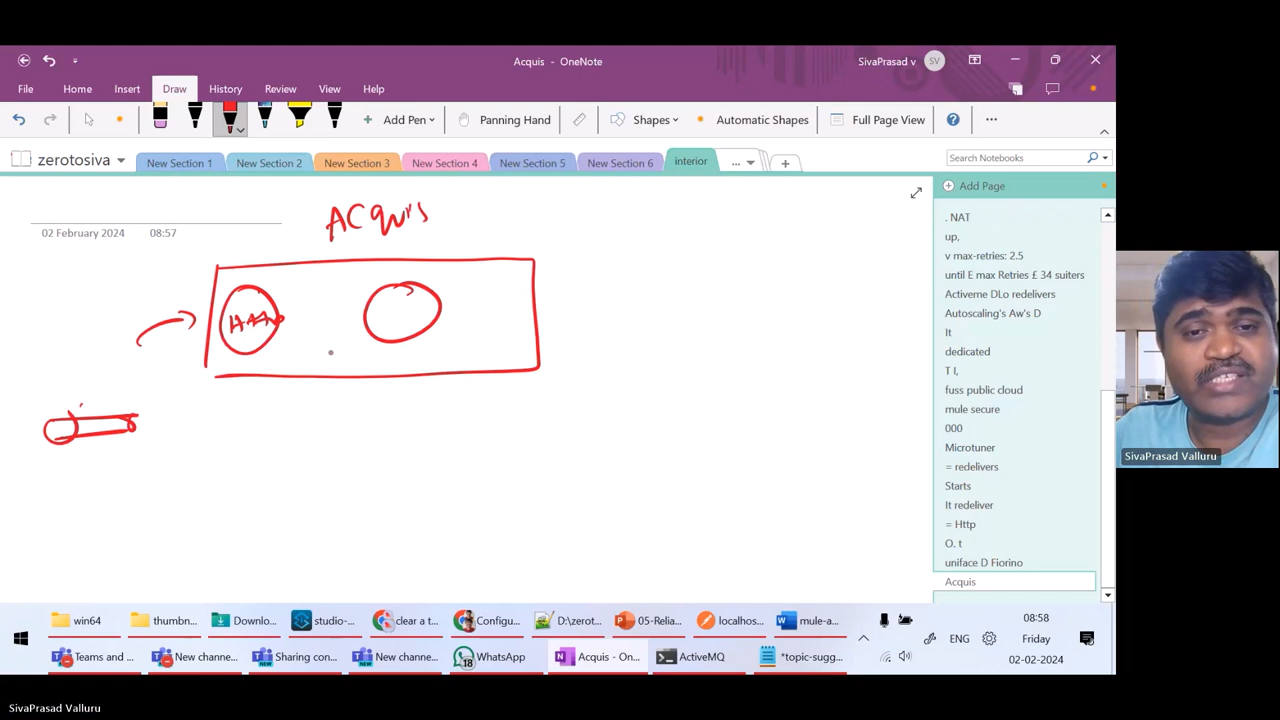 Acquis - OneNote
SivaPrasad v
SV
File
Home
Insert
Draw
History
Review
View
Help
Add Pen
Panning Hand
Shapes
Automatic Shapes
Full Page View
zerotosiva
New Section 1
New Section 2
New Section 3
New Section 4
New Section 5
New Section 6
interior
...
Search Notebooks
Add Page
ACquis
02 February 2024
08:57
. NAT
up,
v max-retries: 2.5
until E max Retries £ 34 suiters
Activeme DLo redelivers
Autoscaling's Aw's D
It
dedicated
T I,
fuss public cloud
mule secure
000
Microtuner
= redelivers
Starts
It redeliver
= Http
O. t
uniface D Fiorino
Acquis
SivaPrasad Valluru
win64
thumbn...
Downlo...
studio-...
clear a t...
Configu...
D:\zerot...
05-Relia...
localhos...
mule-a...
ENG
08:58
Friday
02-02-2024
Teams and ...
New channe...
Sharing con...
New channe...
18
WhatsApp
Acquis - On...
ActiveMQ
*topic-sugg...
SivaPrasad Valluru